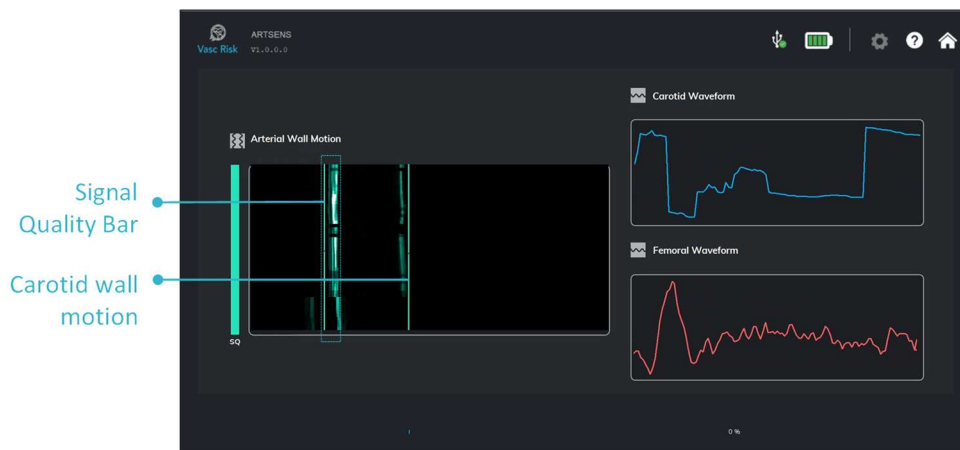 Vasc Risk
ARTSENS
V1.0.0.0
Arterial Wall Motion
SQ
Signal
Quality Bar
Carotid wall
motion
Carotid Waveform
Femoral Waveform
0 %